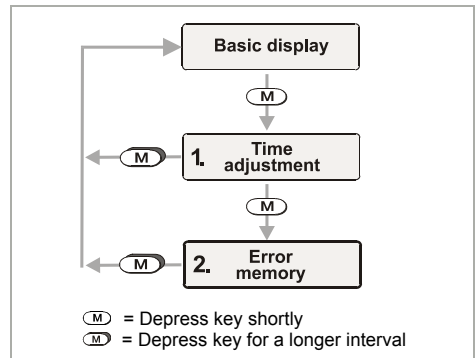 Basic display
M
M 1. Time
adjustment
M
M 2. Error
memory
M = Depress key shortly
M = Depress key for a longer interval